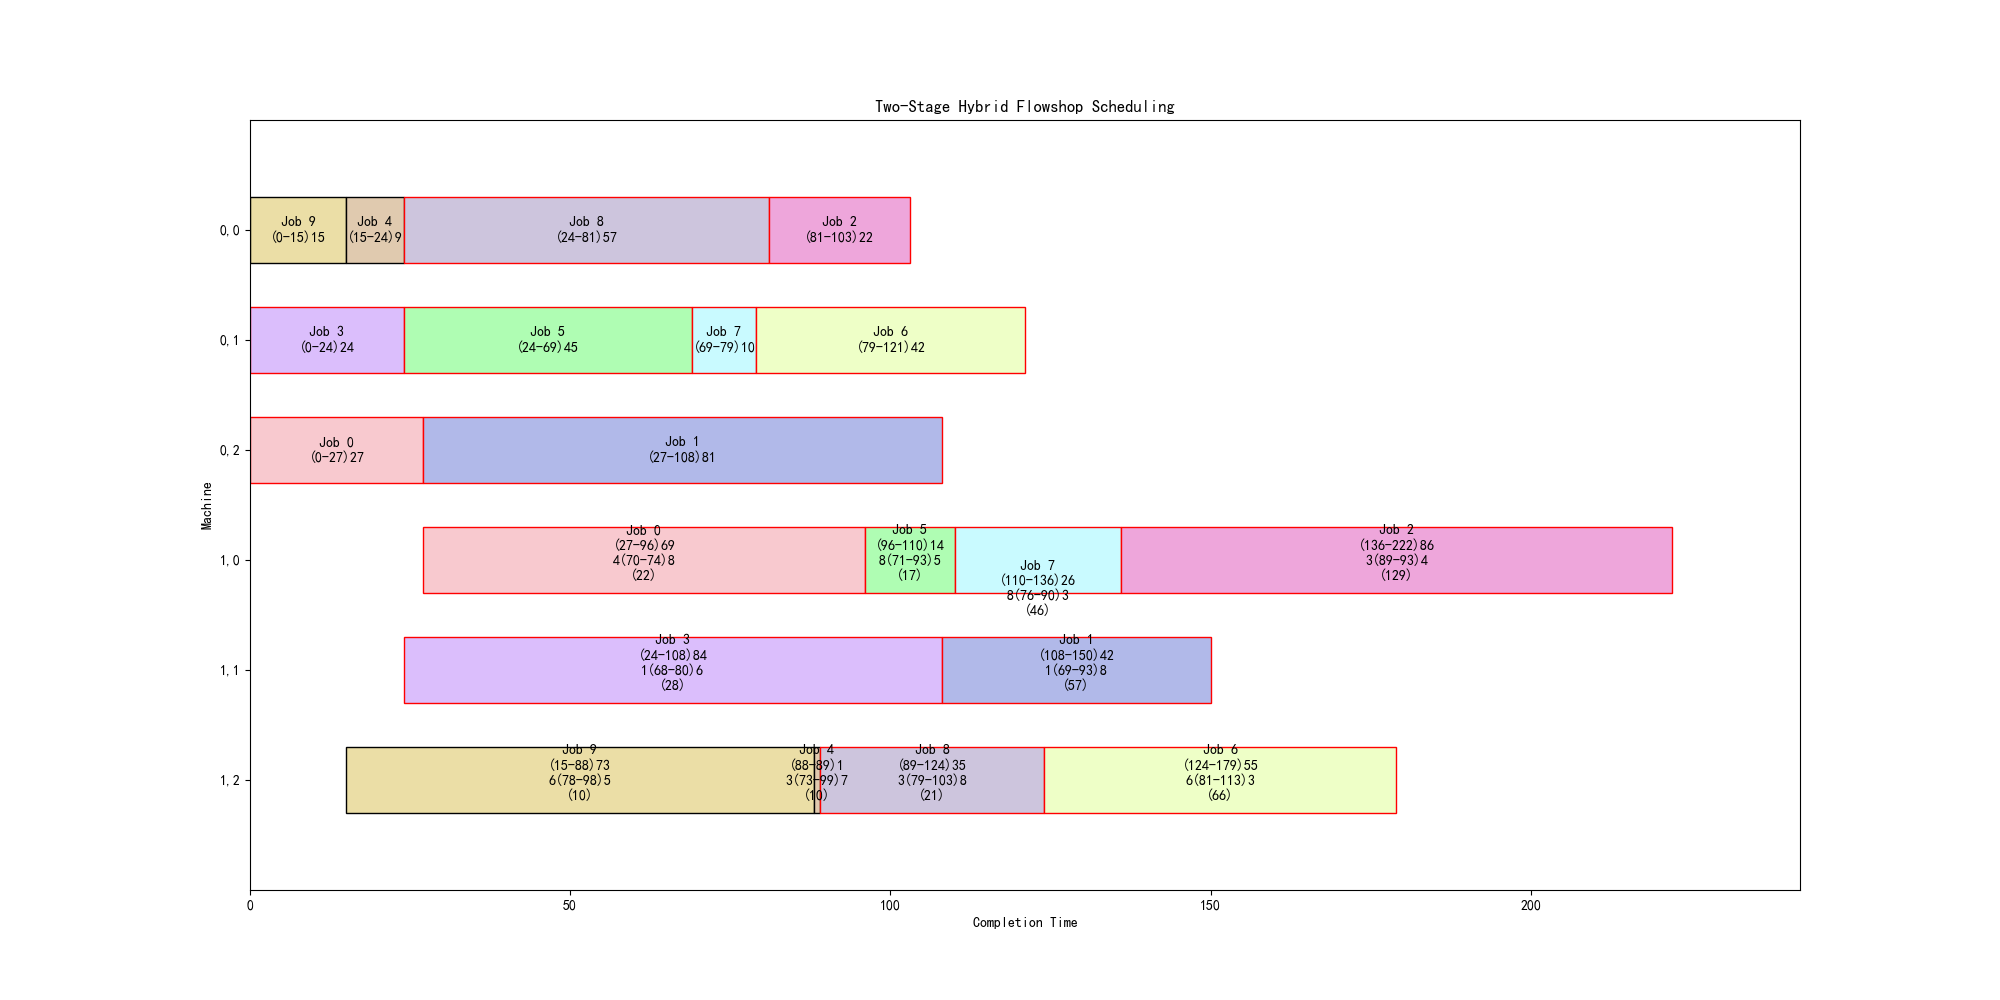 Two-Stage Hybrid Flowshop Scheduling
0,0
Job 9
(0-15)15
Job 4
(15-24)9
Job 8
(24-81)57
Job 2
(81-103)22
0,1
Job 3
(0-24)24
Job 5
(24-69)45
Job 7
(69-79)10
Job 6
(79-121)42
0,2
Job 0
(0-27)27
Job 1
(27-108)81
Machine
1,0
Job 0
(27-96)69
4(70-74)8
(22)
Job 5
(96-110)14
8(71-93)5
(17)
Job 7
(110-136)26
8(76-90)3
(46)
Job 2
(136-222)86
3(89-93)4
(129)
1,1
Job 3
(24-108)84
1(68-80)6
(28)
Job 1
(108-150)42
1(69-93)8
(57)
1,2
Job 9
(15-88)73
6(78-98)5
(10)
Job 4
(88-89)1
3(73-99)7
(10)
Job 8
(89-124)35
3(79-103)8
(21)
Job 6
(124-179)55
6(81-113)3
(66)
0
50
100
150
200
Completion Time